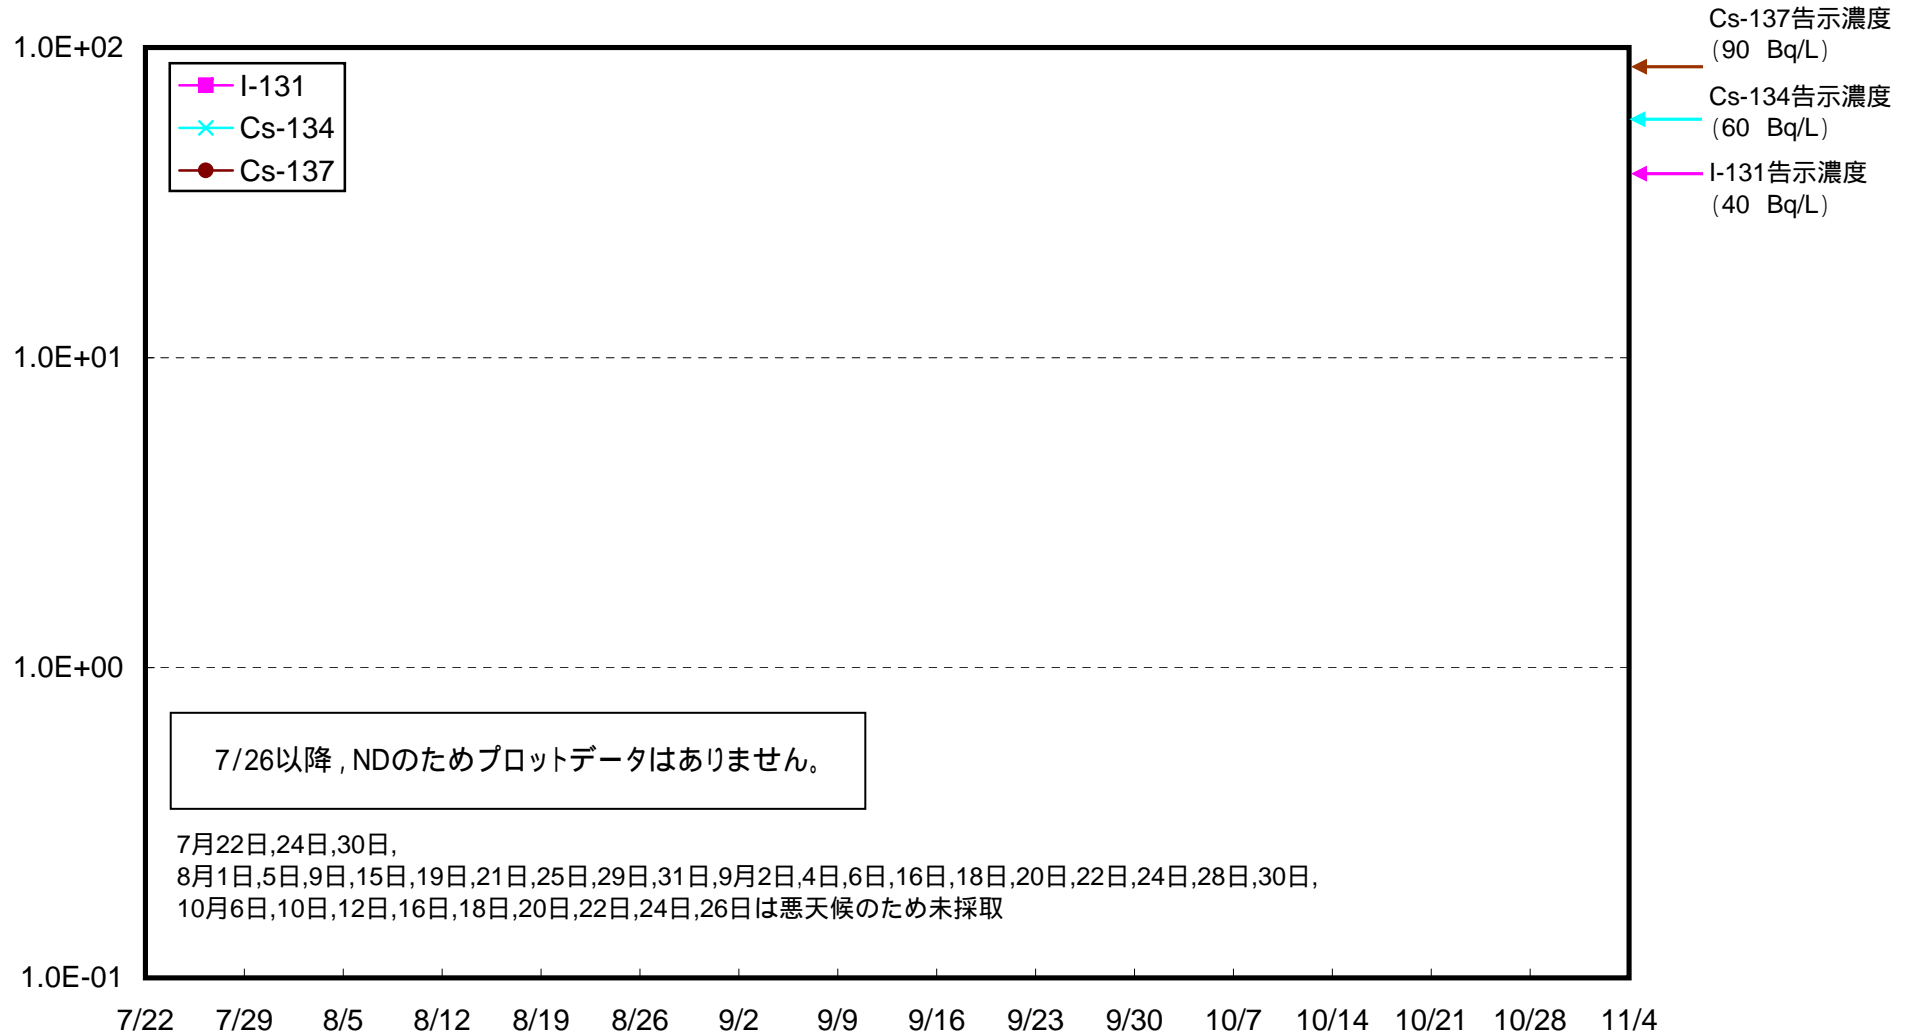 Cs-137告示濃度
(90 Bq/L)
1.0E+02
I-131
Cs-134
Cs-137
Cs-134告示濃度
(60 Bq/L)
I-131告示濃度
(40 Bq/L)
1.0E+01
1.0E+00
7/26以降,NDのためプロットデータはありません。
7月22日,24日,30日,
8月1日,5日,9日,15日,19日,21日,25日,29日,31日,9月2日,4日,6日,16日,18日,20日,22日,24日,28日,30日,
10月6日,10日,12日,16日,18日,20日,22日,24日,26日は悪天候のため未採取
1.0E-01
7/22 7/29 8/5 8/12 8/19 8/26 9/2 9/9 9/16 9/23 9/30 10/7 10/14 10/21 10/28 11/4